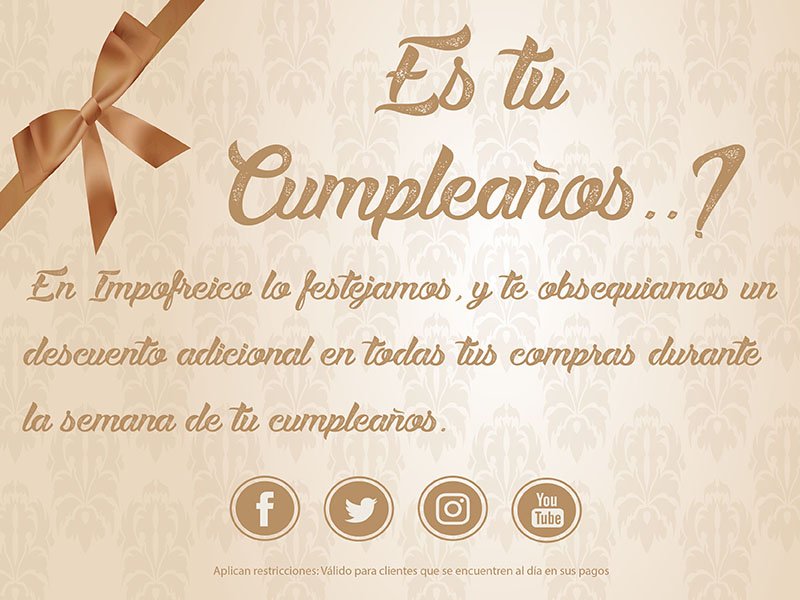 Es tu
Cumpleaños..?
En Impofreico lo festejamos, y te obsequiamos un
descuento adicional en todas tus compras durante
la semana de tu cumpleaños.
You
Tube
Aplican restricciones: Válido para clientes que se encuentren al día en sus pagos